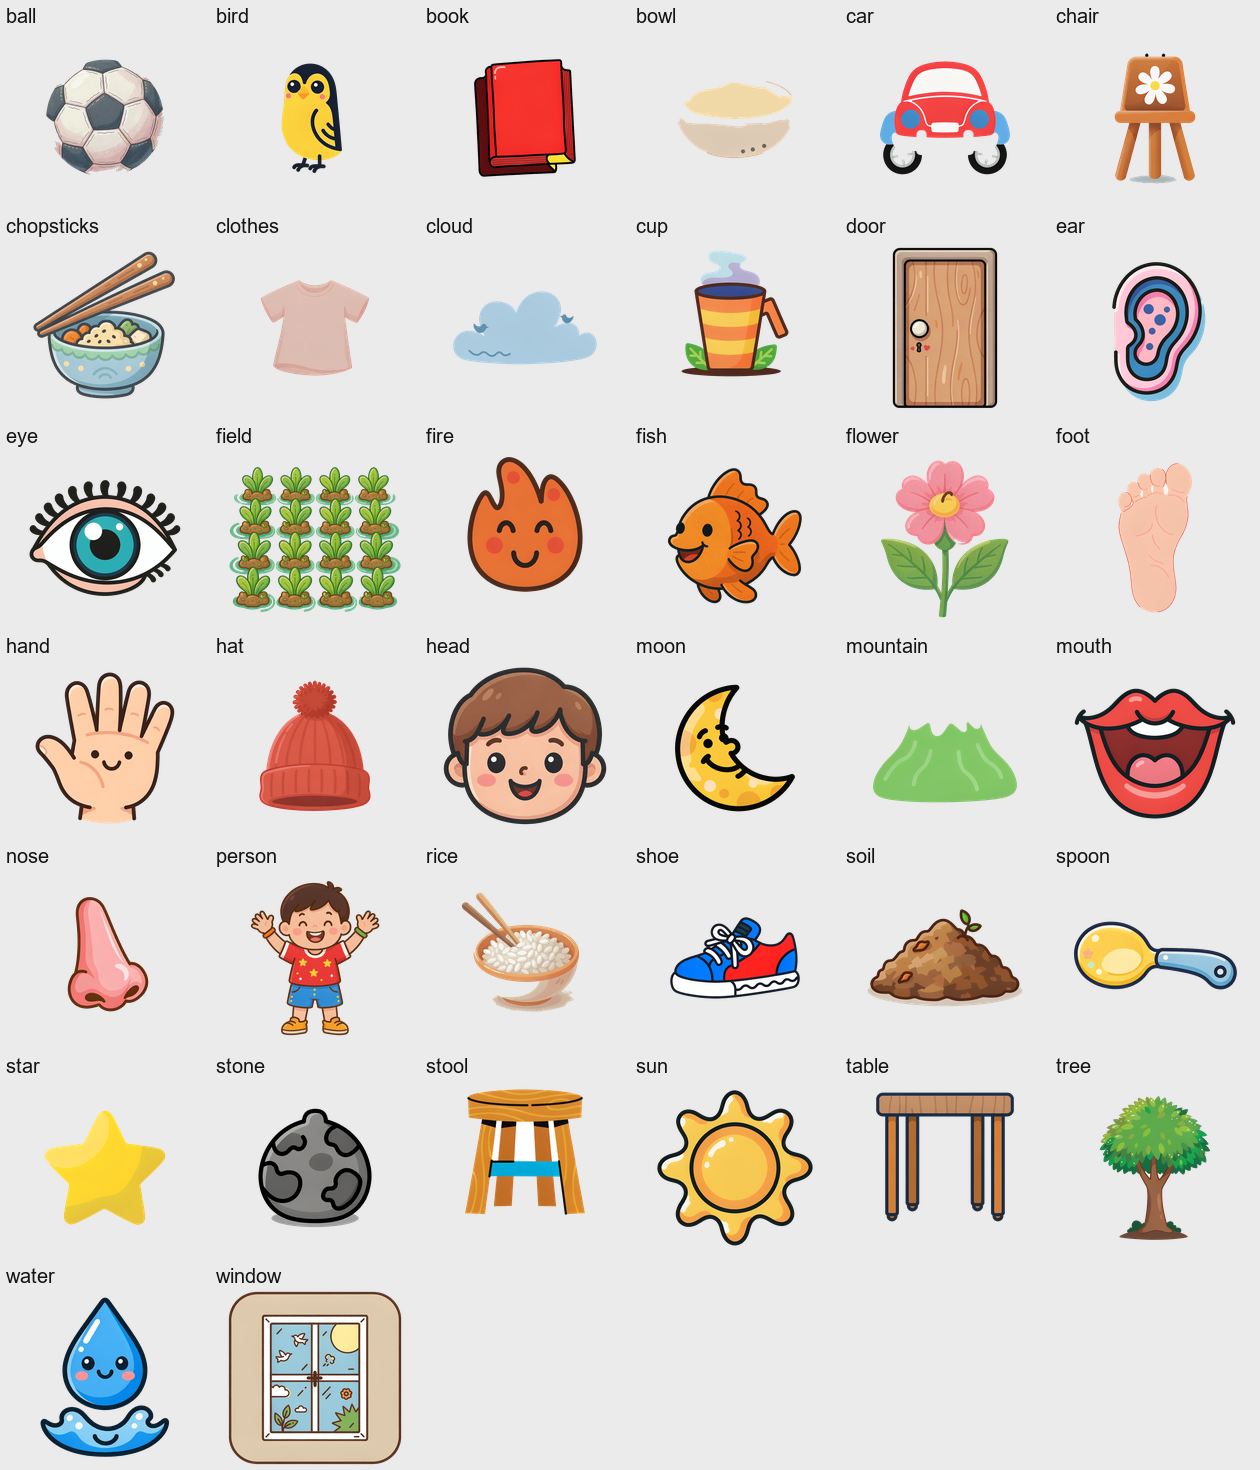 ball
bird
book
bowl
car
chair
chopsticks
clothes
cloud
cup
door
ear
eye
field
fire
fish
flower
foot
hand
hat
head
moon
mountain
mouth
nose
person
rice
shoe
soil
spoon
star
stone
stool
sun
table
tree
water
window